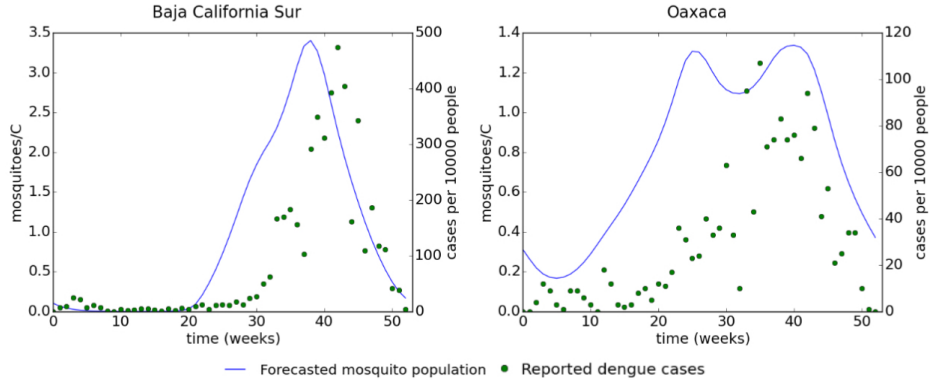 Baja California Sur
3.5
3.0
2.5
2.0
1.5
1.0
0.5
0.0
mosquitoes/C
500
400
300
200
100
0
cases per 10000 people
0 10 20 30 40 50
time (weeks)
Oaxaca
1.4
1.2
1.0
0.8
0.6
0.4
0.2
0.0
mosquitoes/C
120
100
80
60
40
20
0
cases per 10000 people
0 10 20 30 40 50
time (weeks)
Forecasted mosquito population Reported dengue cases